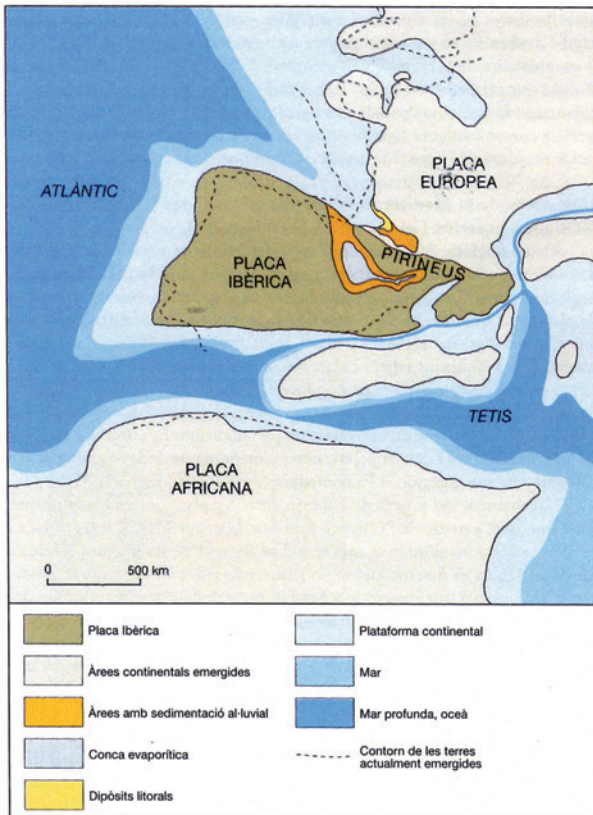 ATLÀNTIC
PLACA
EUROPEA
PLACA
IBÈRICA
PIRINEUS
TETIS
PLACA
AFRICANA
0 500 km
Placa Ibèrica
Àrees continentals emergides
Àrees amb sedimentació al·luvial
Conca evaporítica
Dipòsits litorals
Plataforma continental
Mar
Mar profunda, oceà
Contorn de les terres
actualment emergides